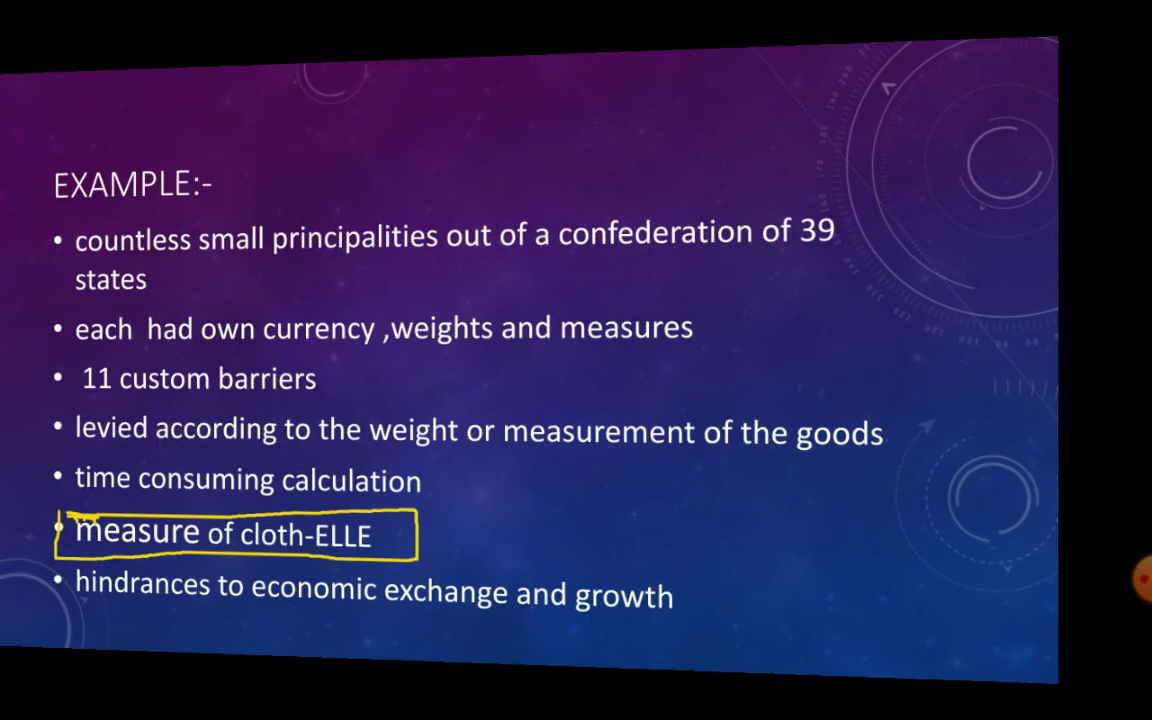 EXAMPLE:-
• countless small principalities out of a confederation of 39
states
• each had own currency ,weights and measures
• 11 custom barriers
• levied according to the weight or measurement of the goods
• time consuming calculation
• measure of cloth-ELLE
• hindrances to economic exchange and growth